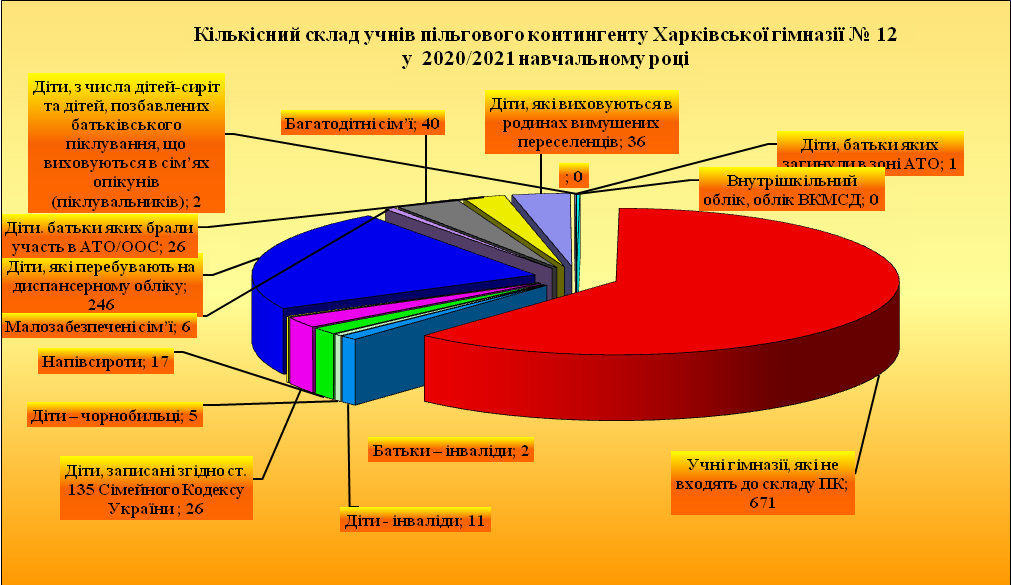 Кількісний склад учнів пільгового контингенту Харківської гімназії № 12
у 2020/2021 навчальному році
Діти, з числа дітей-сиріт
та дітей, позбавлених
батьківського
піклування, що
виховуються в сім’ях
опікунів
(піклувальників); 2
Багатодітні сім’ї; 40
Діти, які виховуються в
родинах вимушених
переселенців; 36
; 0
Діти, батьки яких
загинули в зоні АТО; 1
Внутрішкільний
облік, облік ВКМСД; 0
Діти. батьки яких брали
участь в АТО/ООС; 26
Діти, які перебувають на
диспансерному обліку;
246
Малозабезпечені сім’ї; 6
Напівсироти; 17
Діти – чорнобильці; 5
Діти, записані згідно ст.
135 Сімейного Кодексу
України ; 26
Батьки – інваліди; 2
Діти - інваліди; 11
Учні гімназії, які не
входять до складу ПК;
671